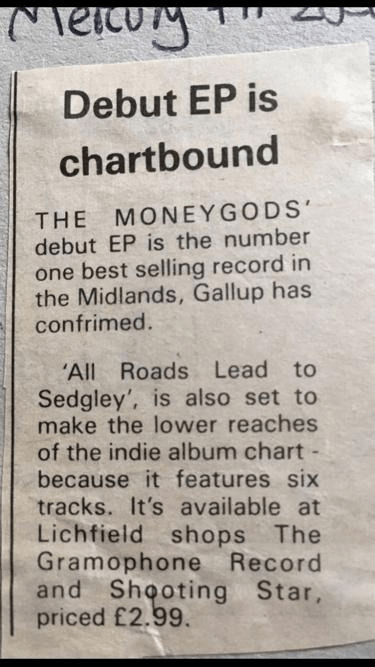 Mercury
Debut EP is
chartbound
THE MONEYGODS'
debut EP is the number
one best selling record in
the Midlands, Gallup has
confrimed.
'All Roads Lead to
Sedgley', is also set to
make the lower reaches
of the indie album chart -
because it features six
tracks. It's available at
Lichfield shops The
Gramophone Record
and Shooting Star,
priced £2.99.